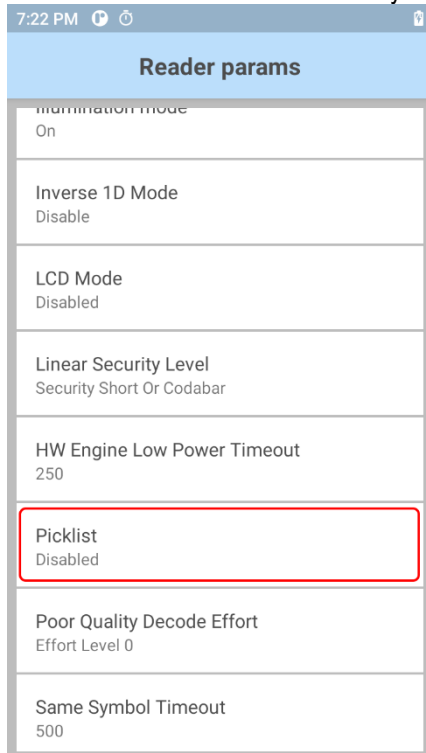 7:22 PM
Reader params
Illumination mode
On
Inverse 1D Mode
Disable
LCD Mode
Disabled
Linear Security Level
Security Short Or Codabar
HW Engine Low Power Timeout
250
Picklist
Disabled
Poor Quality Decode Effort
Effort Level 0
Same Symbol Timeout
500